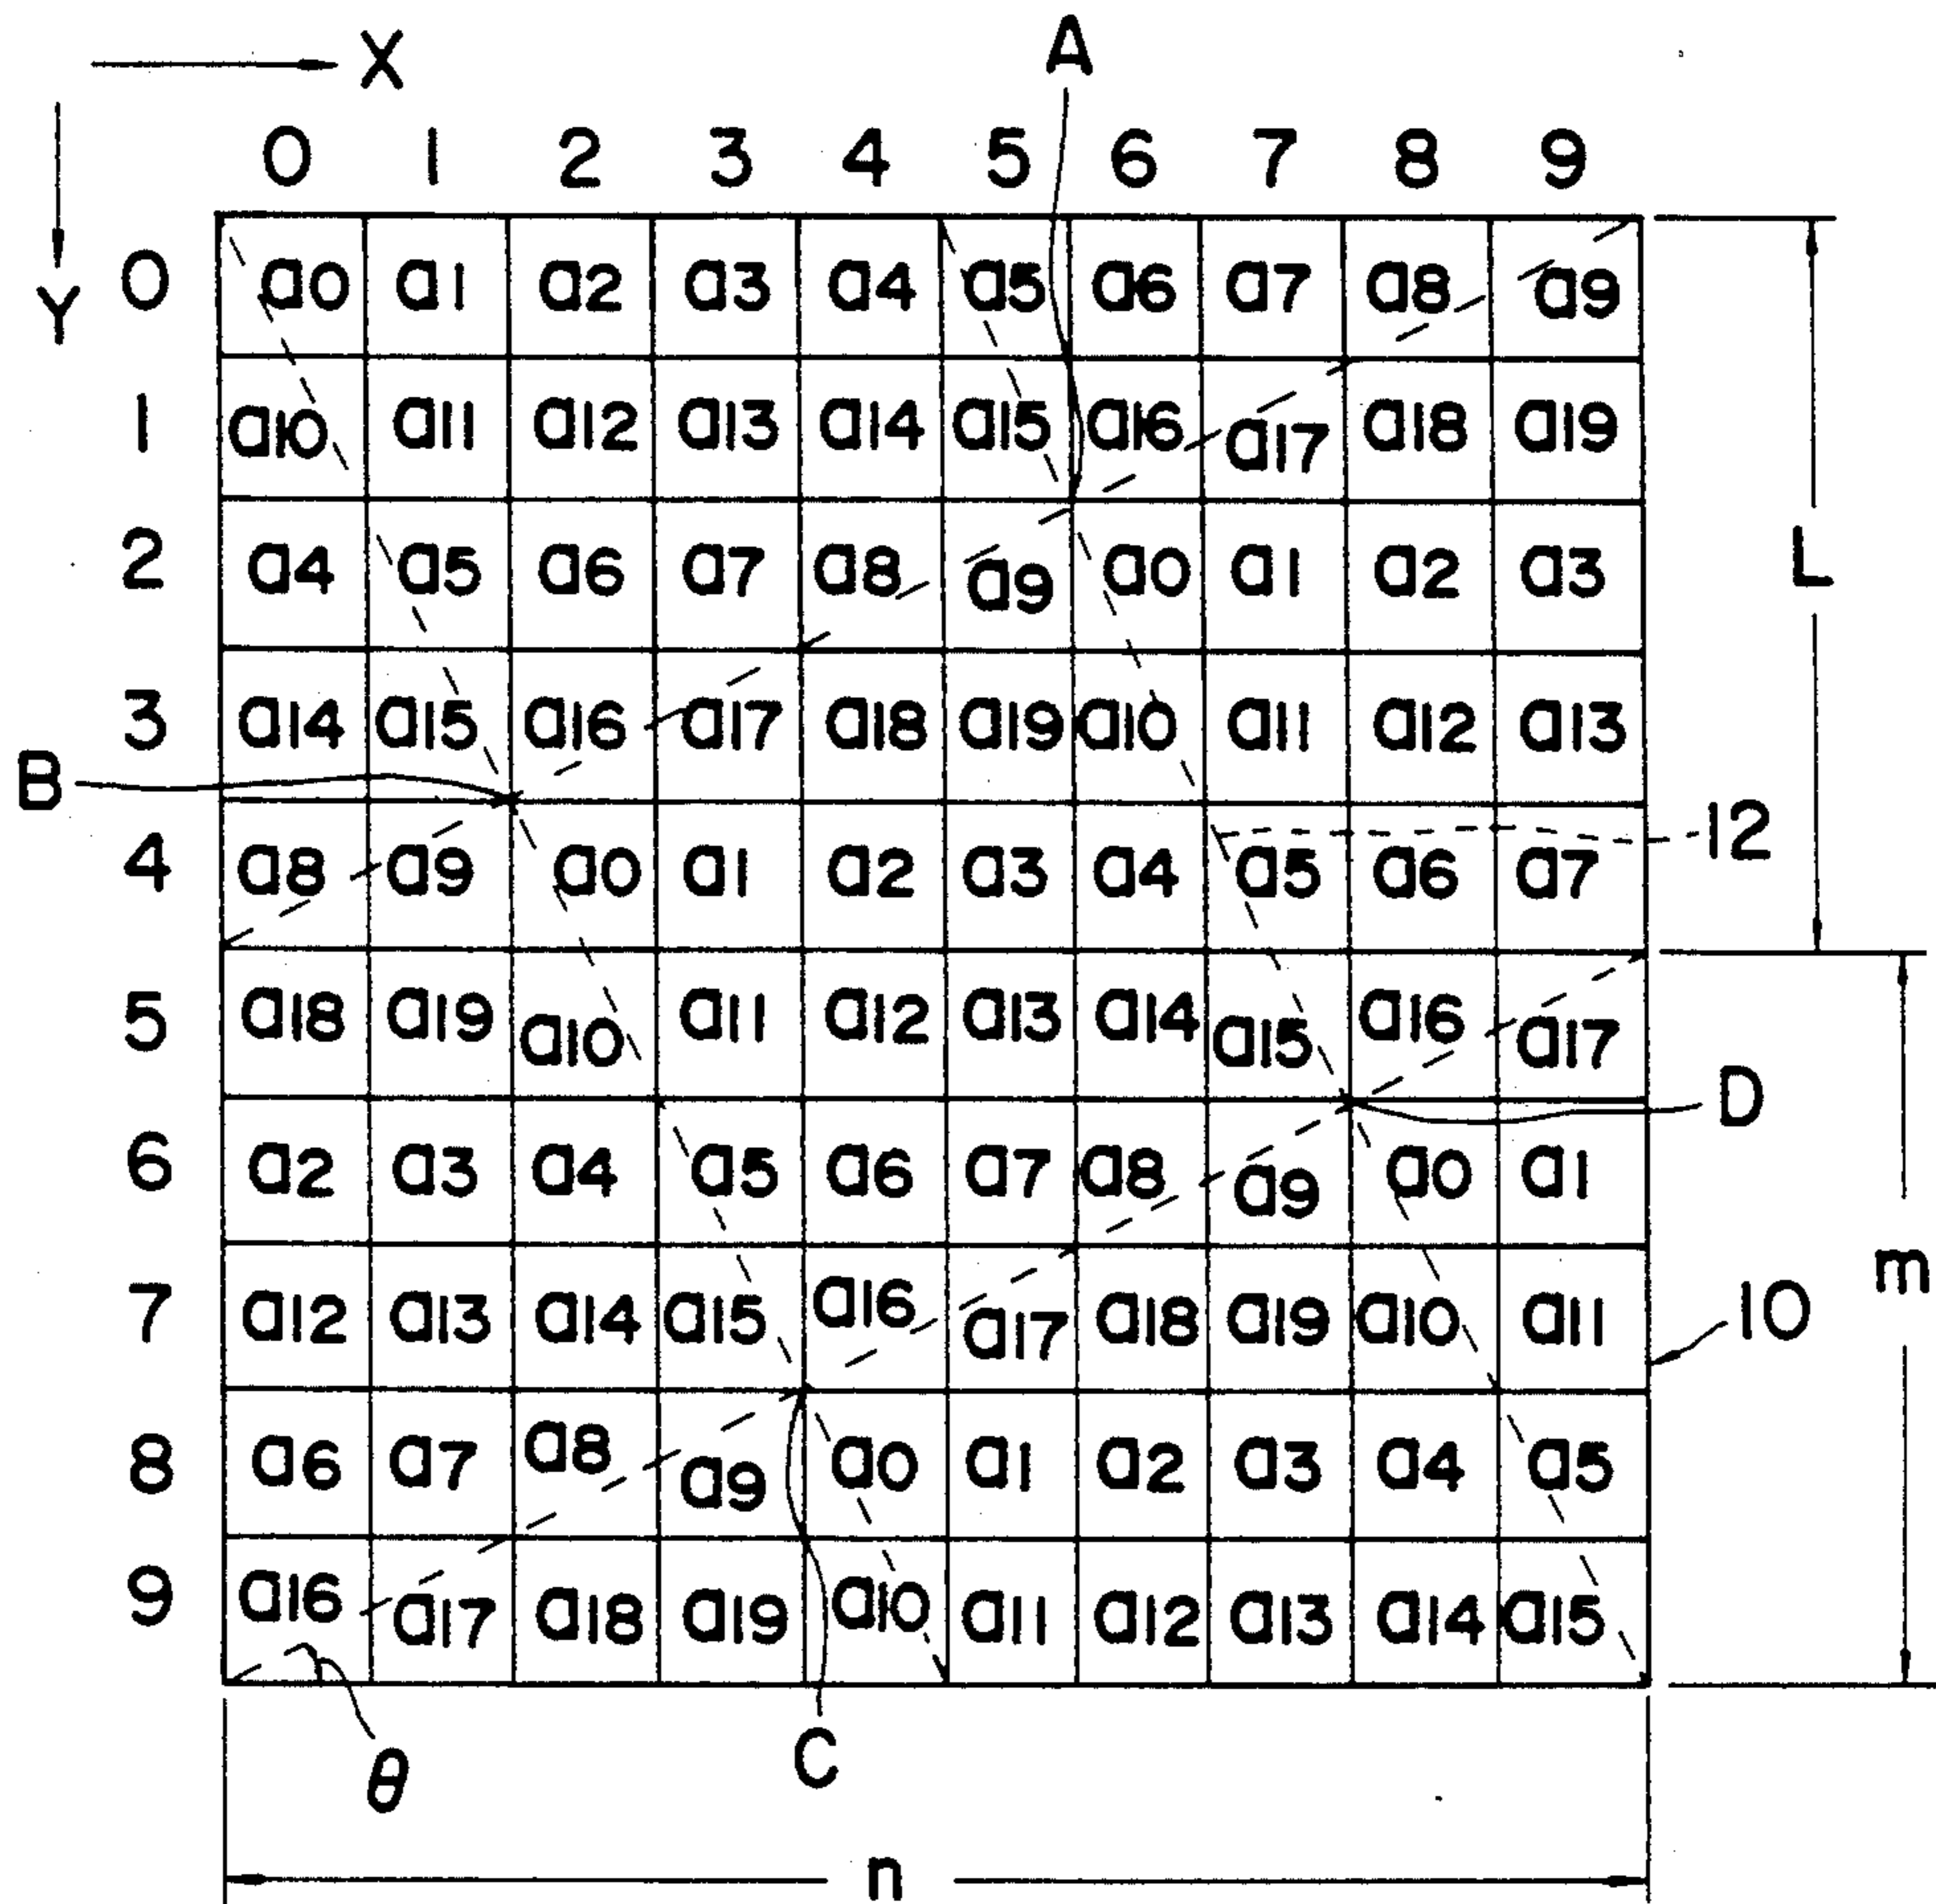 A
X
0 1 2 3 4 5 6 7 8 9
Y
0 a0 a1 a2 a3 a4 a5 a6 a7 a8 a9
1 a10 a11 a12 a13 a14 a15 a16 a17 a18 a19
2 a4 a5 a6 a7 a8 a9 a0 a1 a2 a3
L
3 a14 a15 a16 a17 a18 a19 a10 a11 a12 a13
B
12
4 a8 a9 a0 a1 a2 a3 a4 a5 a6 a7
5 a18 a19 a10 a11 a12 a13 a14 a15 a16 a17
D
6 a2 a3 a4 a5 a6 a7 a8 a9 a0 a1
m
7 a12 a13 a14 a15 a16 a17 a18 a19 a10 a11
10
8 a6 a7 a8 a9 a0 a1 a2 a3 a4 a5
9 a16 a17 a18 a19 a10 a11 a12 a13 a14 a15
θ
C
n